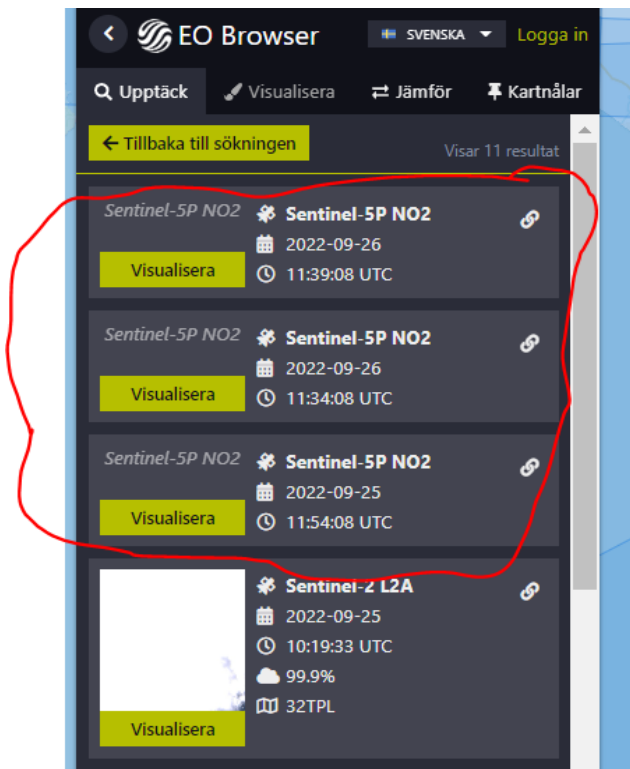 EO Browser SVENSKA Logga in
Upptäck Visualisera Jämför Kartnålar
Tillbaka till sökningen Visar 11 resultat
Sentinel-5P NO2 Sentinel-5P NO2
2022-09-26
Visualisera 11:39:08 UTC
Sentinel-5P NO2 Sentinel-5P NO2
2022-09-26
Visualisera 11:34:08 UTC
Sentinel-5P NO2 Sentinel-5P NO2
2022-09-25
Visualisera 11:54:08 UTC
Sentinel-2 L2A
2022-09-25
10:19:33 UTC
99.9%
32TPL
Visualisera